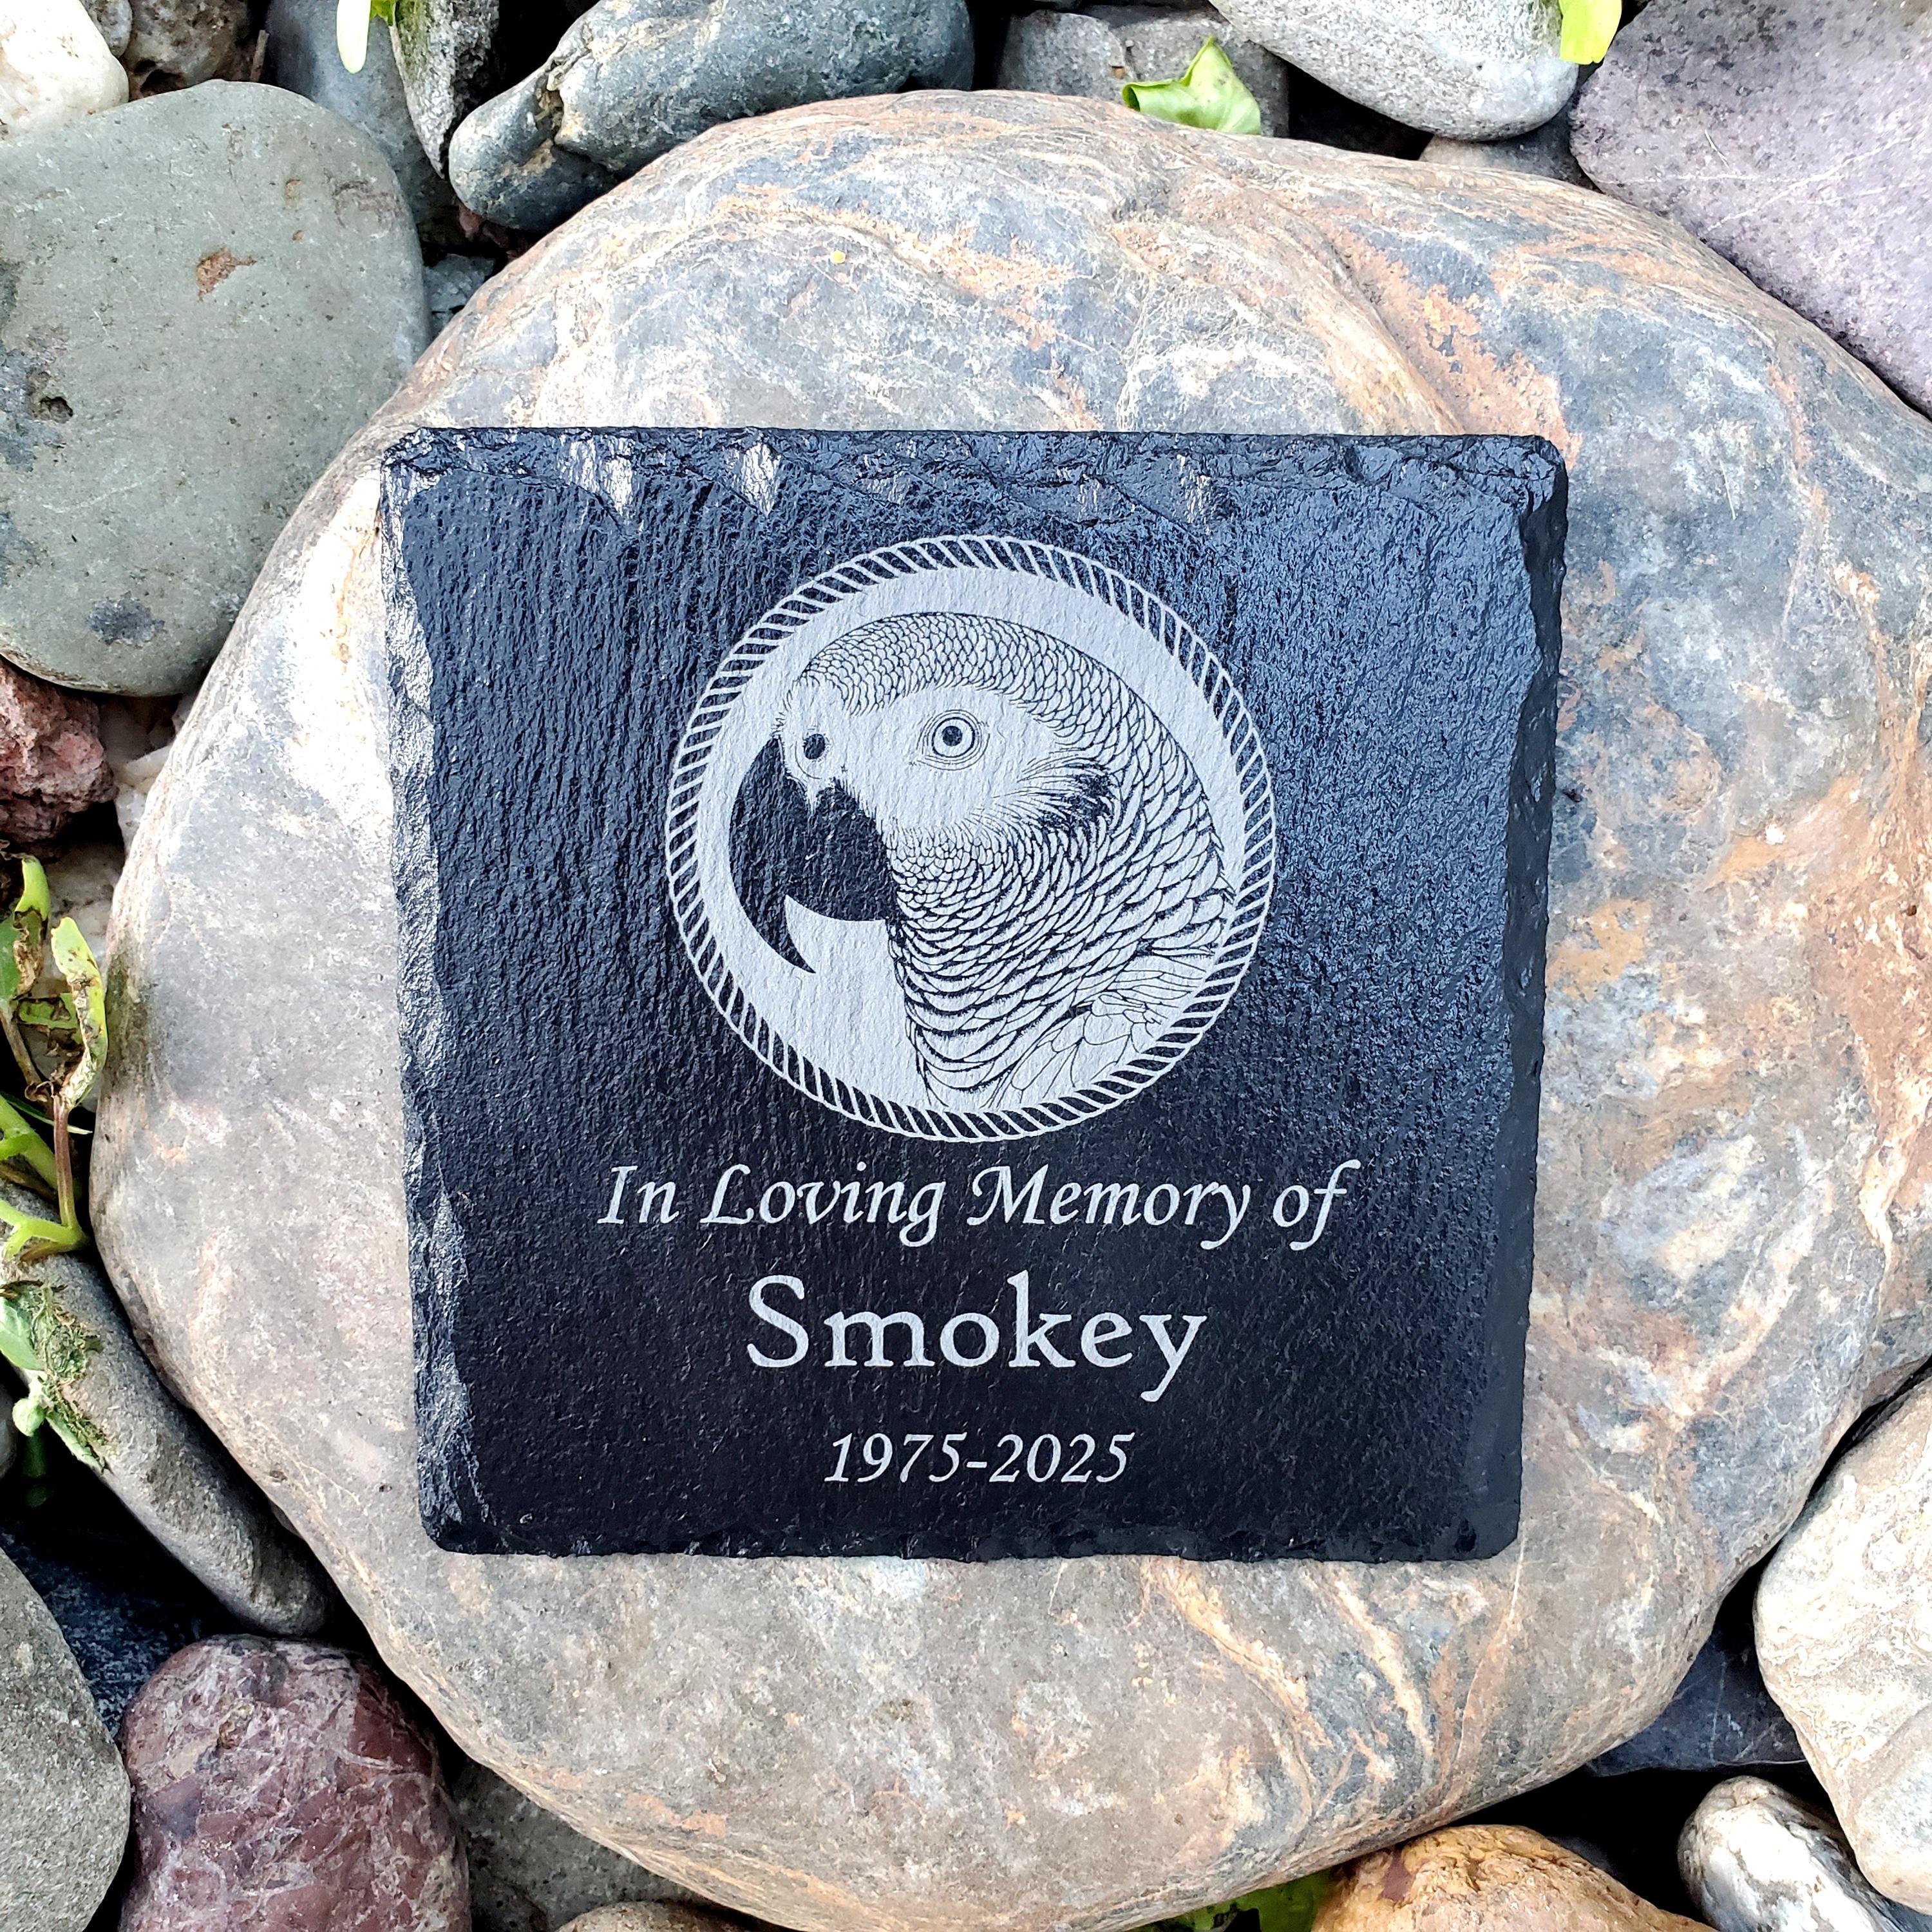 In Loving Memory of
Smokey
1975-2025